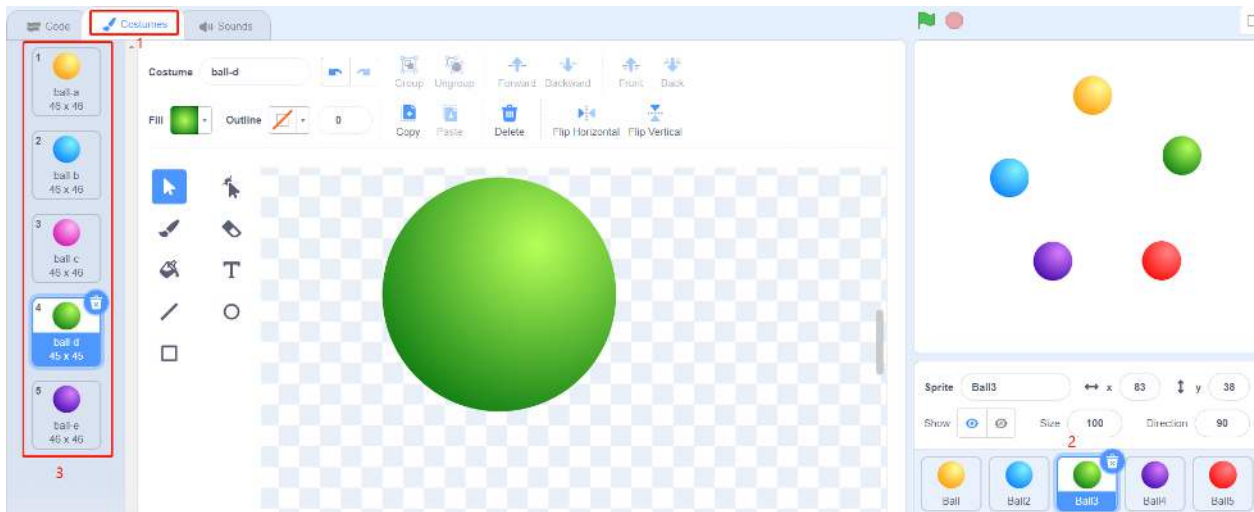 Code Costumes Sounds
1
1
ball-a
46 x 46
2
ball-b
46 x 46
3
ball-c
46 x 46
4
ball-d
45 x 45
5
ball-e
46 x 46
3
Costume ball-d Group Ungroup Forward Backward Front Back
Fill Outline 0 Copy Paste Delete Flip Horizontal Flip Vertical
T
Sprite Ball3 x 83 y 38
Show Size 100 Direction 90
2
Ball Ball2 Ball3 Ball4 Ball5